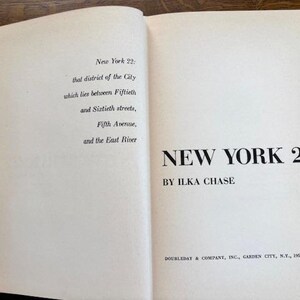 New York 22:
that district of the City
which lies between Fiftieth
and Sixtieth streets,
Fifth Avenue,
and the East River
NEW YORK 2
BY ILKA CHASE
DOUBLEDAY & COMPANY, INC., GARDEN CITY, N.Y., 19